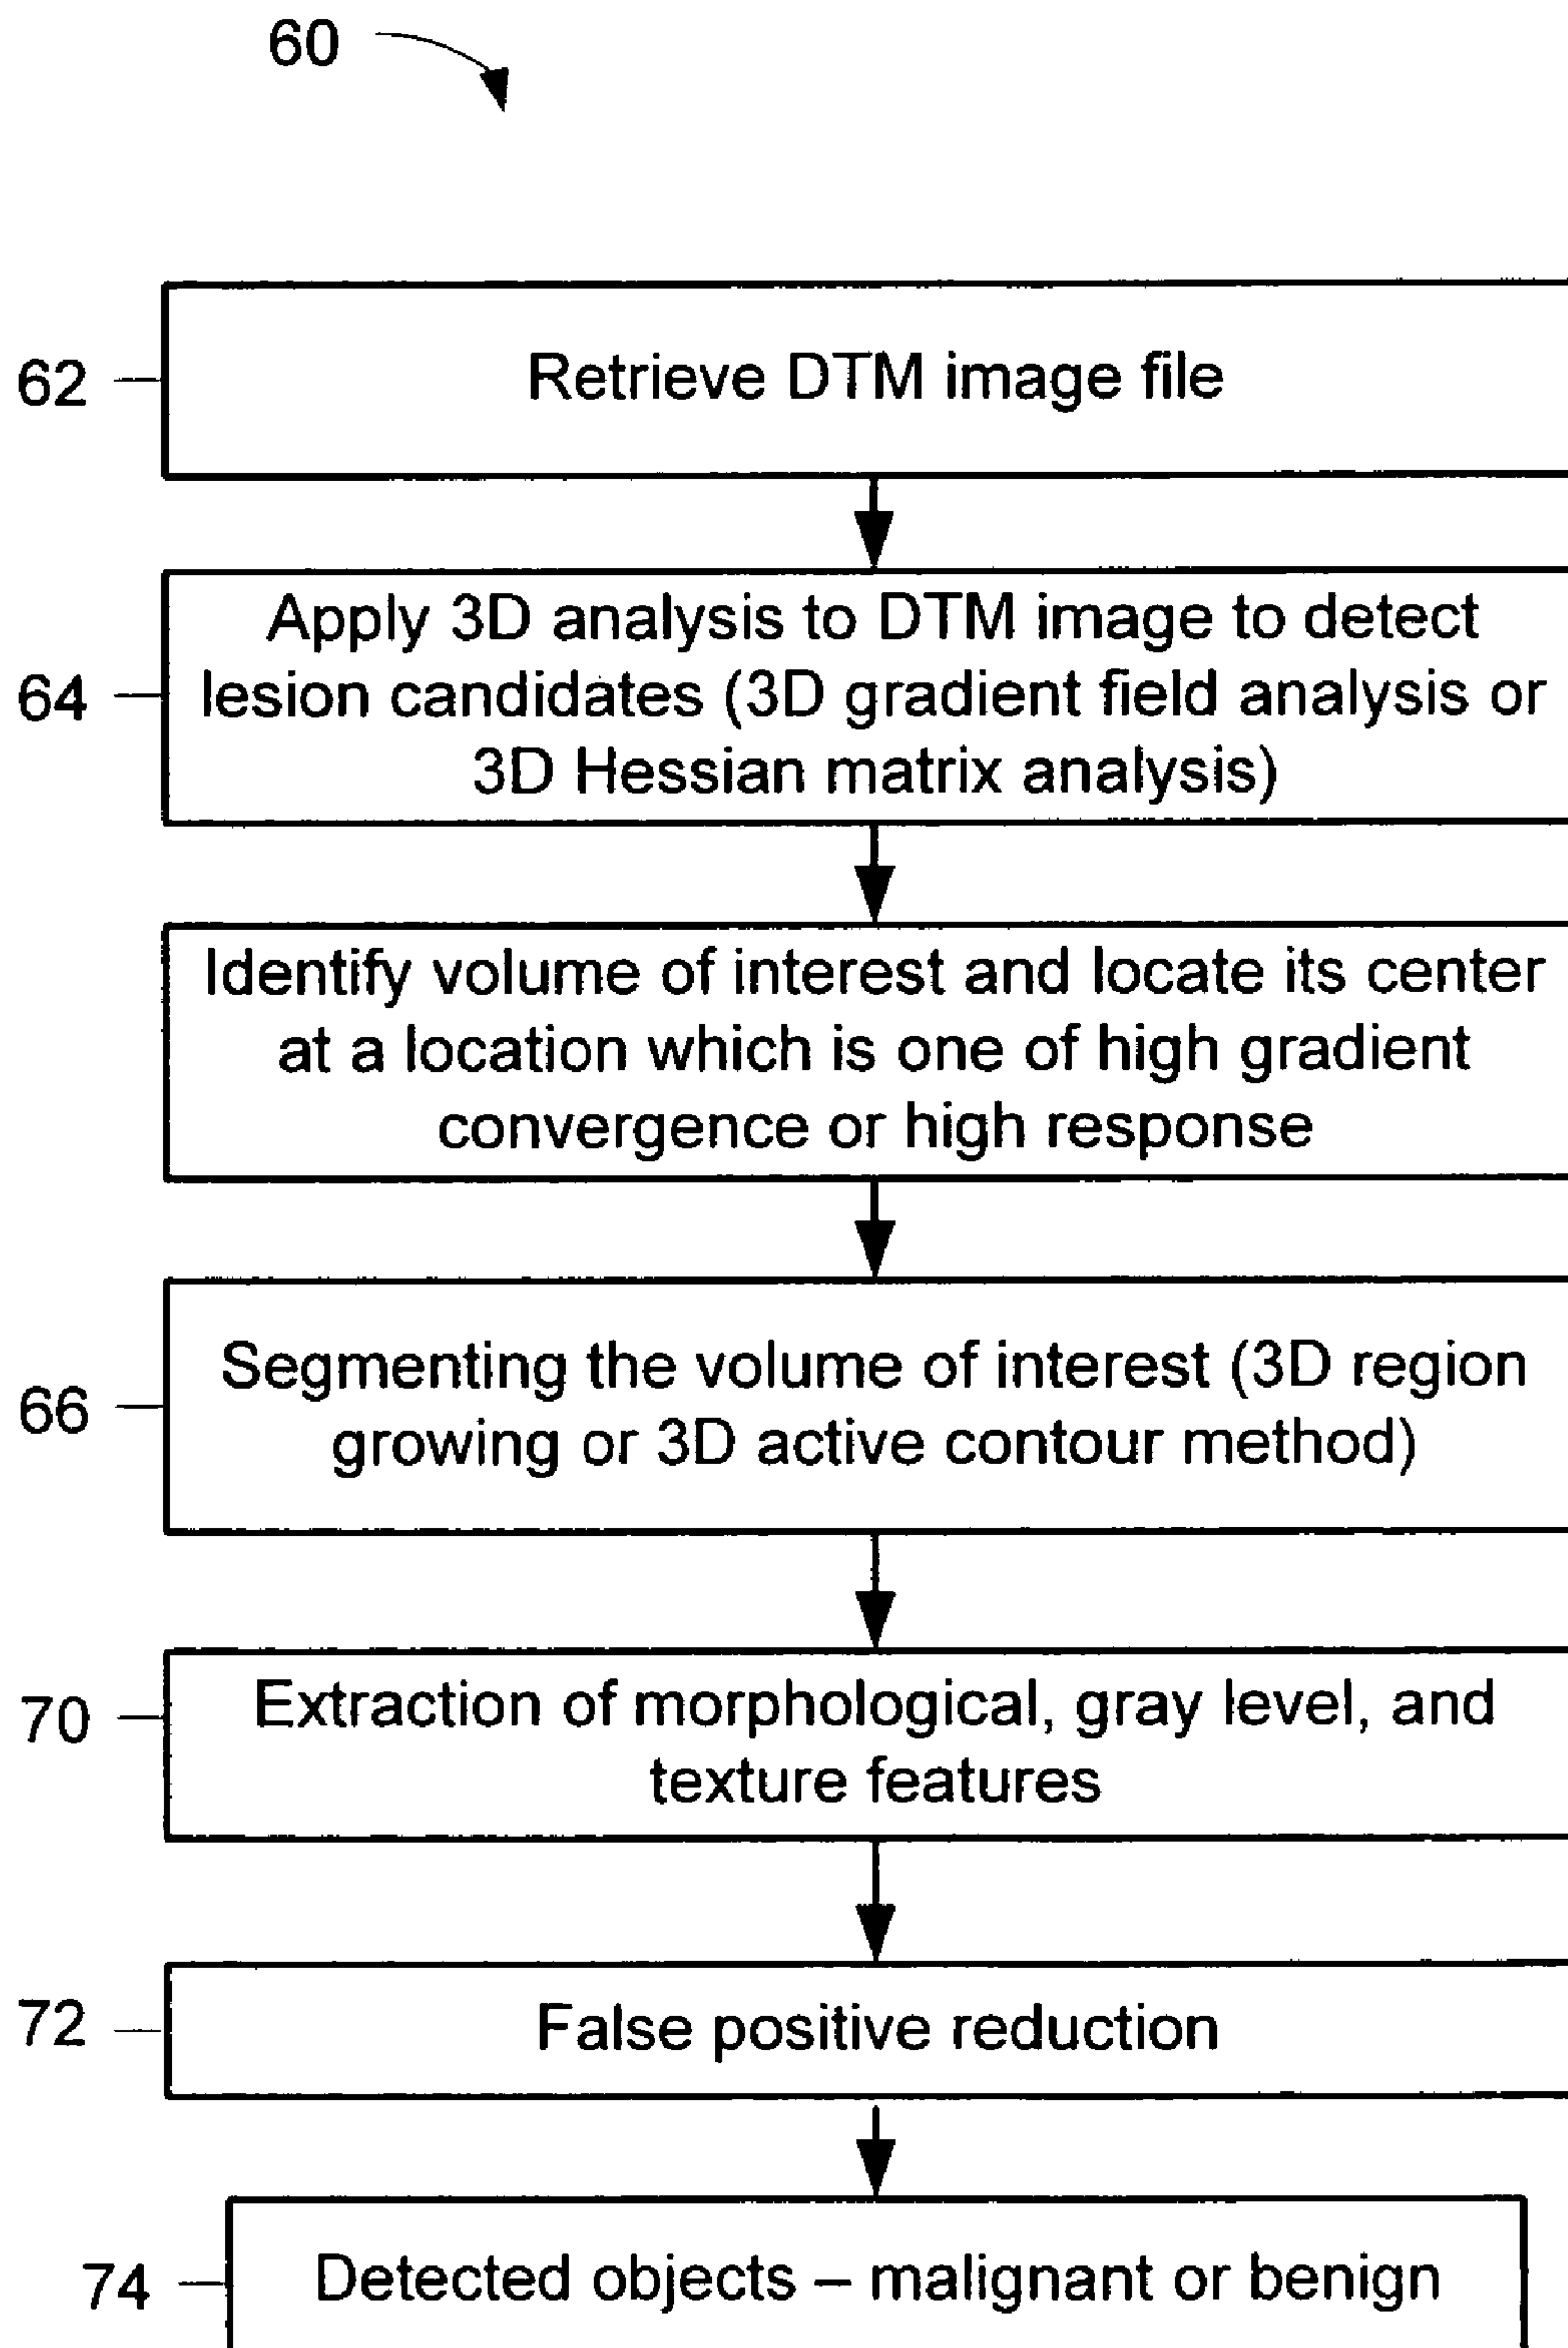 60
62
Retrieve DTM image file
64
Apply 3D analysis to DTM image to detect
lesion candidates (3D gradient field analysis or
3D Hessian matrix analysis)
Identify volume of interest and locate its center
at a location which is one of high gradient
convergence or high response
66
Segmenting the volume of interest (3D region
growing or 3D active contour method)
70
Extraction of morphological, gray level, and
texture features
72
False positive reduction
74
Detected objects – malignant or benign